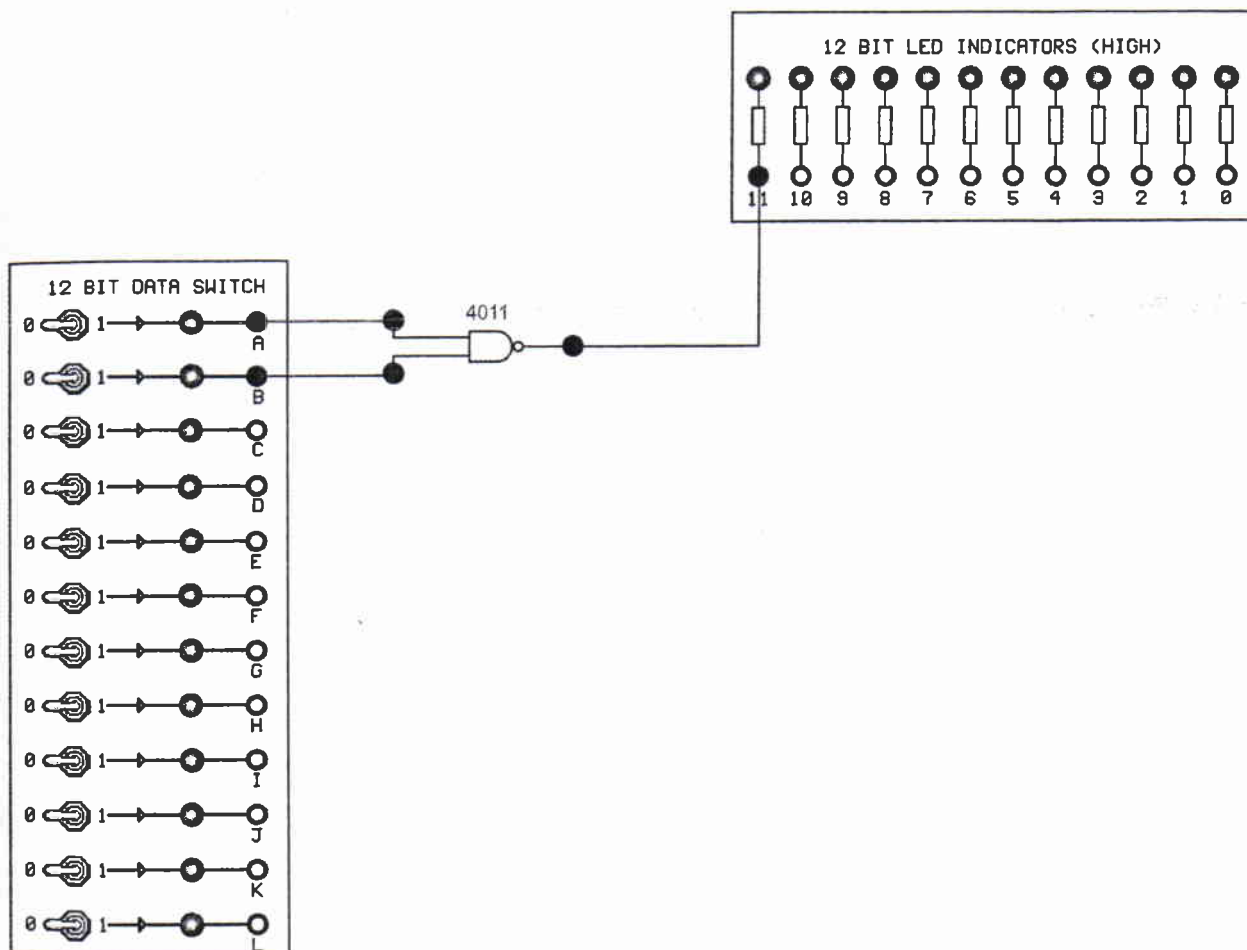 12 BIT LED INDICATORS (HIGH)
11 10 9 8 7 6 5 4 3 2 1 0
12 BIT DATA SWITCH
0 1 A
4011
0 1 B
0 1 C
0 1 D
0 1 E
0 1 F
0 1 G
0 1 H
0 1 I
0 1 J
0 1 K
0 1 L